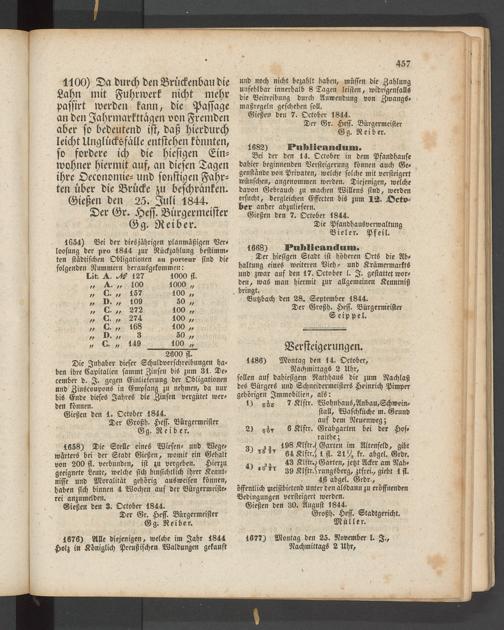 457
1100) Da durch den Brückenbau die
Lahn mit Fuhrwerk nicht mehr
passirt werden kann, die Passage
an den Jahrmarkttagen von Fremden
aber so bedeutend ist, daß hierdurch
leicht Unglücksfälle entstehen könnten,
so fordere ich die hiesigen Ein-
wohner hiermit auf, an diesen Tagen
ihre Oeconomie- und sonstigen Fahr-
ten über die Brücke zu beschränken.
Gießen den 25. Juli 1844.
Der Gr. Hess. Bürgermeister
Gg. Reiber.
1654) Bei der diesjährigen planmäßigen Ver-
loosung der pro 1844 zur Rückzahlung bestimm-
ten städtischen Obligationen au porteur sind die
folgenden Nummern herausgekommen:
Lit. A. № 127 1000 fl.
„ A. „ 100 1000 „
„ C. „ 157 100 „
„ D. „ 109 50 „
„ C. „ 272 100 „
„ C. „ 274 100 „
„ C. „ 168 100 „
„ D. „ 3 50 „
„ C. „ 149 100 „
2600 fl.
Die Inhaber dieser Schuldverschreibungen ha-
ben ihre Capitalien sammt Zinsen bis zum 31. De-
cember d. J. gegen Einlieferung der Obligationen
und Zinscoupons in Empfang zu nehmen, da nur
bis Ende dieses Jahrs die Zinsen vergütet wer-
den können.
Gießen den 1. October 1844.
Der Großh. Hess. Bürgermeister
Gg. Reiber.
1658) Die Stelle eines Wiesen- und Wege-
wärters bei der Stadt Gießen, womit ein Gehalt
von 200 fl. verbunden, ist zu vergeben. Hierzu
geeignete Leute, welche sich hinsichtlich ihrer Kennt-
nisse und Moralität gehörig ausweisen können,
haben sich binnen 4 Wochen auf der Bürgermeiste-
rei anzumelden.
Gießen den 3. October 1844.
Der Gr. Hess. Bürgermeister
Gg. Reiber.
1676) Alle diejenigen, welche im Jahr 1844
Holz in Königlich Preußischen Waldungen gekauft
und noch nicht bezahlt haben, müssen die Zahlung
unfehlbar innerhalb 8 Tagen leisten, widrigenfalls
die Beitreibung durch Anwendung von Zwangs-
maßregeln geschehen soll.
Gießen den 7. October 1844.
Der Gr. Hess. Bürgermeister
Gg. Reiber.
1682) Publicandum.
Bei der den 14. October in dem Pfandhause
dahier beginnenden Versteigerung können auch Ge-
genstände von Privaten, welche solche mit versteigert
wünschen, angenommen werden. Diejenigen, welche
davon Gebrauch zu machen Willens sind, werden
ersucht, dergleichen Effecten bis zum 12. Octo-
ber anher abzuliefern.
Gießen den 7. October 1844.
Die Pfandhausverwaltung
Bieler. Pfeil.
1668) Publicandum.
Der hiesigen Stadt ist höheren Orts die Ab-
haltung eines weiteren Vieh- und Krämermarkts
und zwar auf den 17. October l. J. gestattet wor-
den, was man hiermit zur allgemeinen Kenntniß
bringt.
Butzbach den 28. September 1844.
Der Großh. Hess. Bürgermeister
Seippel.
Versteigerungen.
1486) Montag den 14. October,
Nachmittags 2 Uhr,
sollen auf dahiesigem Rathhaus die zum Nachlaß
des Bürgers und Schneidermeisters Heinrich Pimper
gehörigen Immobilien, als:
1) 7 Klftr. Wohnhaus, Anbau, Schwein-
stall, Waschküche m. Grund
auf dem Neuenweg;
2) 6 Klftr. Grabgarten bei der Hof-
raithe;
3) 198 Klftr. Garten im Altenfeld, gibt
64 Klftr. 1 fl. 21½ kr. abgel. Gedr.
4) 43 Klftr. Garten, jetzt Acker am Nah-
39 Klftr. rungsberg, ztfrei, giebt 1 fl.
46 abgel. Gedr.,
öffentlich meistbietend unter den alsdann zu eröffnenden
Bedingungen versteigert werden.
Gießen den 30. August 1844.
Großh. Hess. Stadtgericht.
Müller.
1677) Montag den 25. November l. J.,
Nachmittags 2 Uhr,